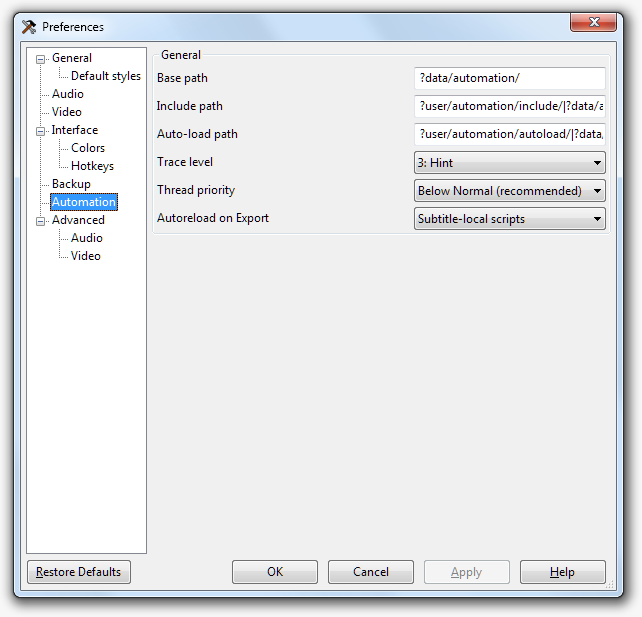 Preferences
General
Default styles
Audio
Video
Interface
Colors
Hotkeys
Backup
Automation
Advanced
Audio
Video
General
Base path ?data/automation/
Include path ?user/automation/include/|?data/a
Auto-load path ?user/automation/autoload/|?data,
Trace level 3: Hint
Thread priority Below Normal (recommended)
Autoreload on Export Subtitle-local scripts
Restore Defaults OK Cancel Apply Help